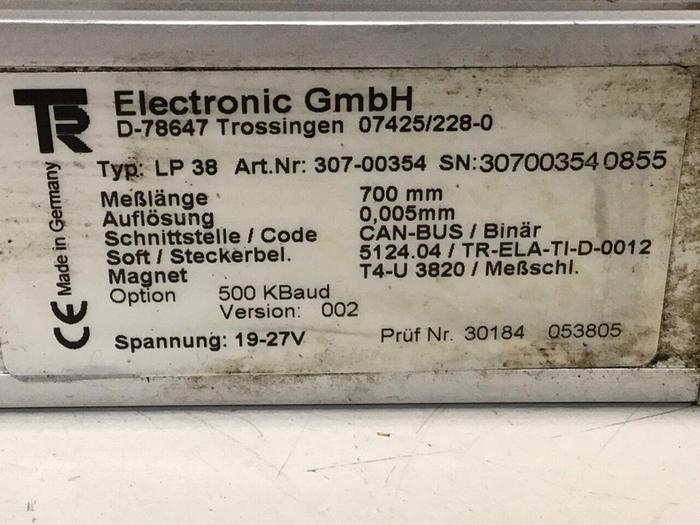 TR Electronic GmbH
D-78647 Trossingen 07425/228-0
Typ: LP 38 Art.Nr: 307-00354 SN:307003540855
Meßlänge 700 mm
Auflösung 0,005mm
Schnittstelle / Code CAN-BUS / Binär
Soft / Steckerbel. 5124.04 / TR-ELA-TI-D-0012
Magnet T4-U 3820 / Meßschl.
Option 500 KBaud
Version: 002
Spannung: 19-27V Prüf Nr. 30184 053805
CE Made in Germany